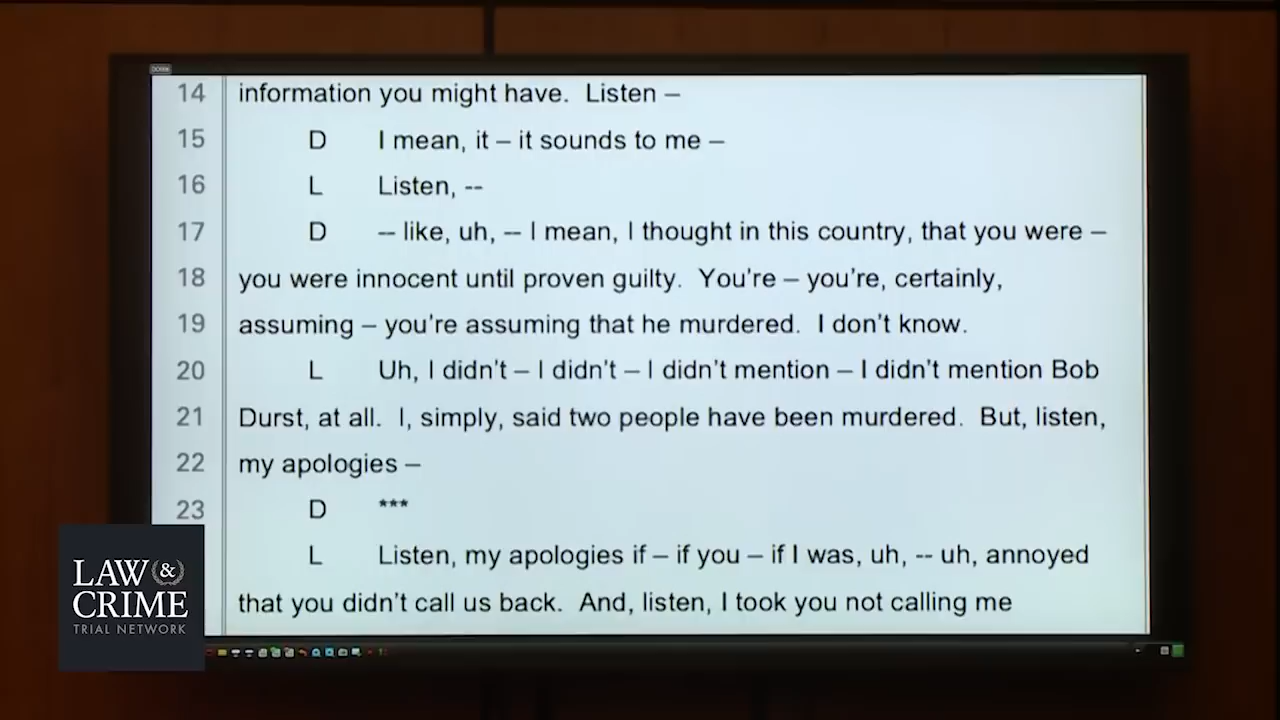 14 information you might have.  Listen –
15 D I mean, it – it sounds to me –
16 L Listen, --
17 D -- like, uh, -- I mean, I thought in this country, that you were –
18 you were innocent until proven guilty.  You're – you're, certainly,
19 assuming – you're assuming that he murdered.  I don't know.
20 L Uh, I didn't – I didn't – I didn't mention – I didn't mention Bob
21 Durst, at all.  I, simply, said two people have been murdered.  But, listen,
22 my apologies –
23 D ***
L Listen, my apologies if – if you – if I was, uh, -- uh, annoyed
that you didn't call us back.  And, listen, I took you not calling me
LAW &
CRIME
TRIAL NETWORK